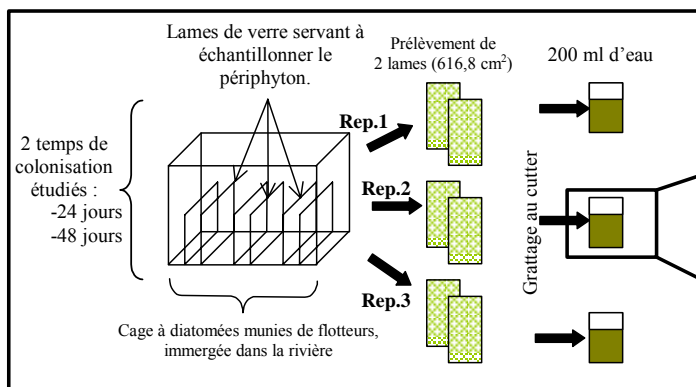 Lames de verre servant à
échantillonner le
périphyton.
Prélèvement de
2 lames (616,8 cm²)
200 ml d'eau
2 temps de
colonisation
étudiés :
-24 jours
-48 jours
Rep.1
Rep.2
Rep.3
Grattage au cutter
Cage à diatomées munies de flotteurs,
immergée dans la rivière